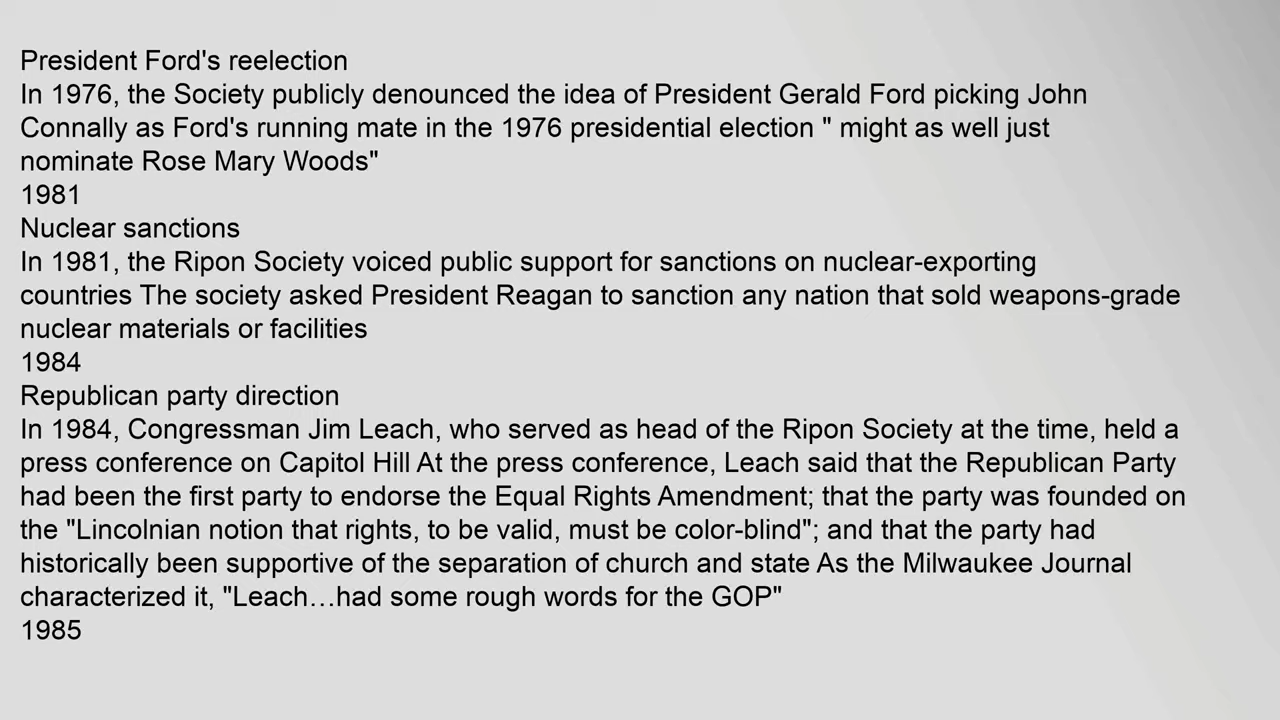 President Ford's reelection
In 1976, the Society publicly denounced the idea of President Gerald Ford picking John
Connally as Ford's running mate in the 1976 presidential election " might as well just
nominate Rose Mary Woods"
1981
Nuclear sanctions
In 1981, the Ripon Society voiced public support for sanctions on nuclear-exporting
countries The society asked President Reagan to sanction any nation that sold weapons-grade
nuclear materials or facilities
1984
Republican party direction
In 1984, Congressman Jim Leach, who served as head of the Ripon Society at the time, held a
press conference on Capitol Hill At the press conference, Leach said that the Republican Party
had been the first party to endorse the Equal Rights Amendment; that the party was founded on
the "Lincolnian notion that rights, to be valid, must be color-blind"; and that the party had
historically been supportive of the separation of church and state As the Milwaukee Journal
characterized it, "Leach…had some rough words for the GOP"
1985